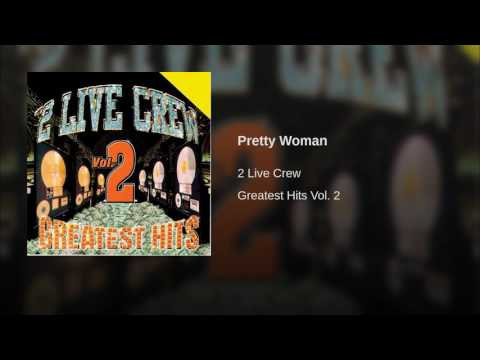 2 LIVE CREW
Vol.
2
GREATEST HITS
Pretty Woman
2 Live Crew
Greatest Hits Vol. 2